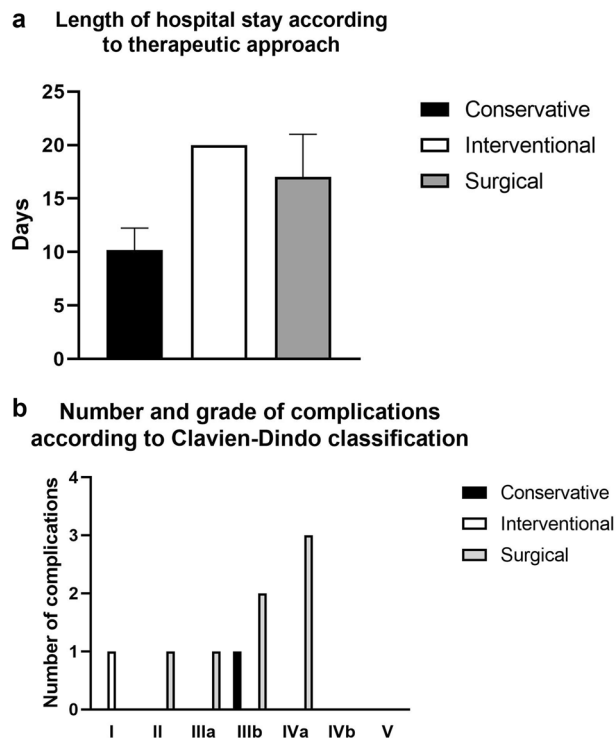 a
Length of hospital stay according
to therapeutic approach
25
20
15
10
5
0
Days
Conservative
Interventional
Surgical
b
Number and grade of complications
according to Clavien-Dindo classification
4
3
2
1
0
Number of complications
I II IIIa IIIb IVa IVb V
Conservative
Interventional
Surgical